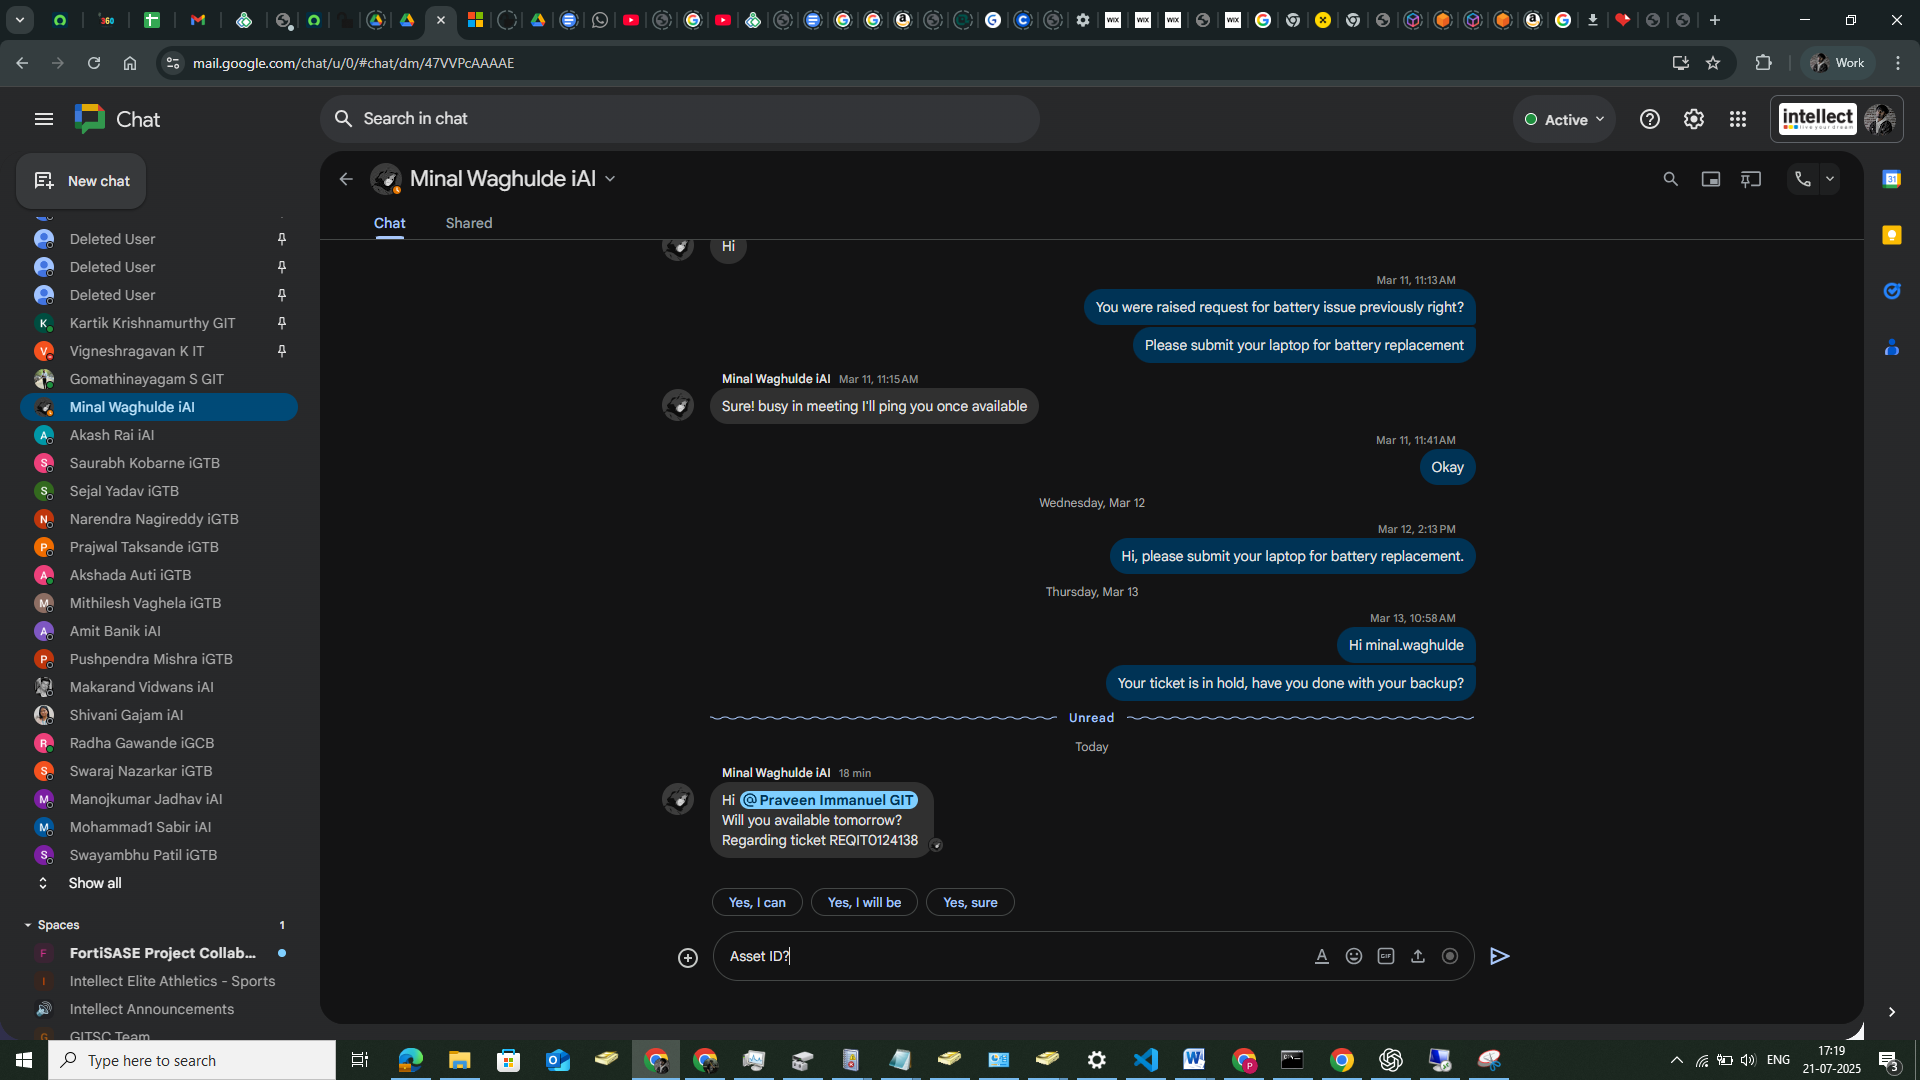 mail.google.com/chat/u/0/#chat/dm/47VVPcAAAAE
Work
Chat
Search in chat
Active
intellect
New chat
Minal Waghulde iAI
Chat
Shared
Deleted User
Deleted User
Deleted User
Kartik Krishnamurthy GIT
Vigneshragavan K IT
Gomathinayagam S GIT
Minal Waghulde iAI
Akash Rai iAI
Saurabh Kobarne iGTB
Sejal Yadav iGTB
Narendra Nagireddy iGTB
Prajwal Taksande iGTB
Akshada Auti iGTB
Mithilesh Vaghela iGTB
Amit Banik iAI
Pushpendra Mishra iGTB
Makarand Vidwans iAI
Shivani Gajam iAI
Radha Gawande iGCB
Swaraj Nazarkar iGTB
Manojkumar Jadhav iAI
Mohammad1 Sabir iAI
Swayambhu Patil iGTB
Show all
Spaces 1
FortiSASE Project Collab...
Intellect Elite Athletics - Sports
Intellect Announcements
GITSC Team
Hi
Mar 11, 11:13 AM
You were raised request for battery issue previously right?
Please submit your laptop for battery replacement
Minal Waghulde iAI Mar 11, 11:15 AM
Sure! busy in meeting I'll ping you once available
Mar 11, 11:41 AM
Okay
Wednesday, Mar 12
Mar 12, 2:13 PM
Hi, please submit your laptop for battery replacement.
Thursday, Mar 13
Mar 13, 10:58 AM
Hi minal.waghulde
Your ticket is in hold, have you done with your backup?
Unread
Today
Minal Waghulde iAI 18 min
Hi @Praveen Immanuel GIT
Will you available tomorrow?
Regarding ticket REQIT0124138
Yes, I can
Yes, I will be
Yes, sure
Asset ID?
GIF
Type here to search
ENG
17:19
21-07-2025
3